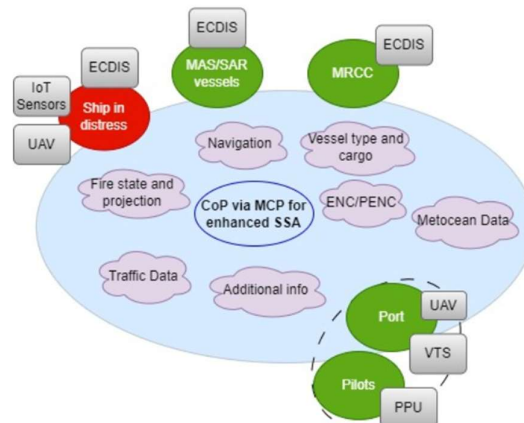 ECDIS
MAS/SAR
vessels
ECDIS
MRCC
ECDIS
IoT
Sensors
Ship in
distress
UAV
Navigation
Vessel type and
cargo
Fire state and
projection
CoP via MCP for
enhanced SSA
ENC/PENC
Metocean Data
Traffic Data
Additional info
Port
UAV
VTS
Pilots
PPU